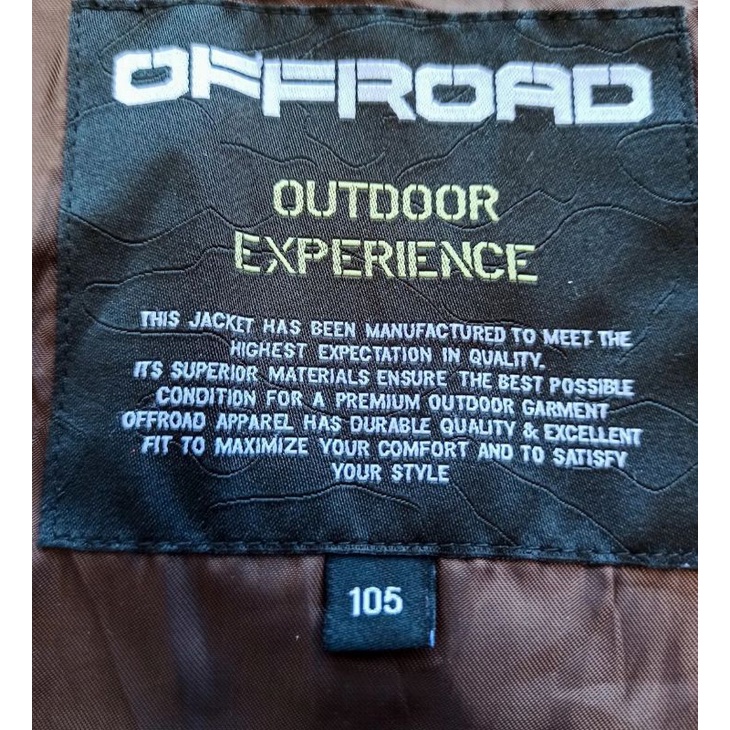 OFFROAD
OUTDOOR
EXPERIENCE
THIS JACKET HAS BEEN MANUFACTURED TO MEET THE
HIGHEST EXPECTATION IN QUALITY.
ITS SUPERIOR MATERIALS ENSURE THE BEST POSSIBLE
CONDITION FOR A PREMIUM OUTDOOR GARMENT
OFFROAD APPAREL HAS DURABLE QUALITY & EXCELLENT
FIT TO MAXIMIZE YOUR COMFORT AND TO SATISFY
YOUR STYLE
105